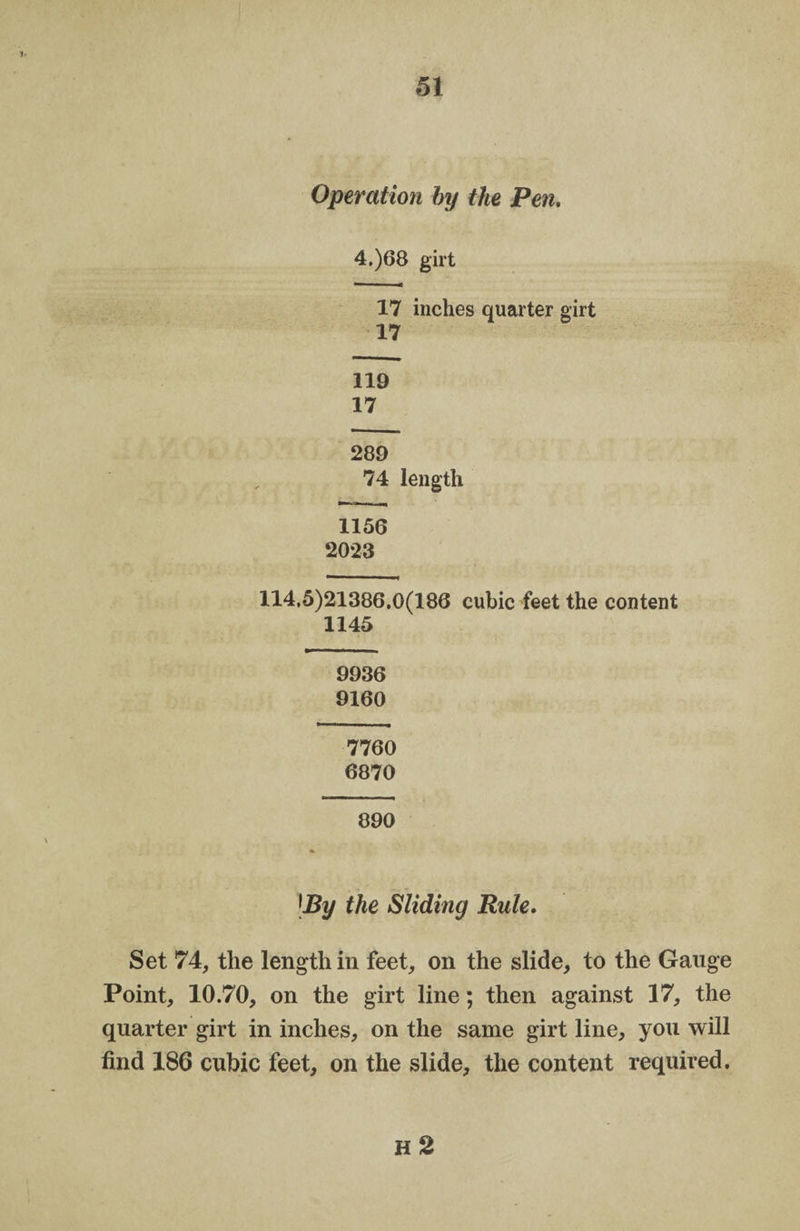 51
Operation by the Pen.
4.)68 girt
17 inches quarter girt
17
119
17
289
74 length
1156
2023
114.5)21386.0(186 cubic feet the content
1145
9936
9160
7760
6870
890
By the Sliding Rule.
Set 74, the length in feet, on the slide, to the Gauge
Point, 10.70, on the girt line; then against 17, the
quarter girt in inches, on the same girt line, you will
find 186 cubic feet, on the slide, the content required.
H 2